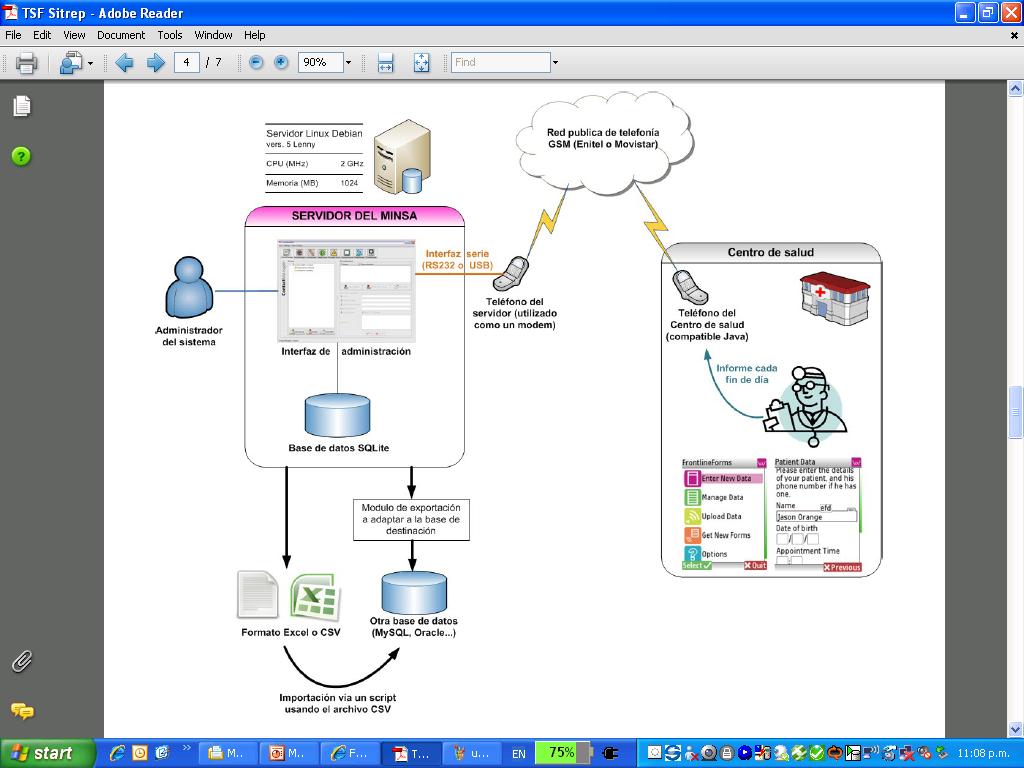 TSF Sitrep - Adobe Reader
File Edit View Document Tools Window Help
4 / 7
90%
Find
Servidor Linux Debian
vers. 5 Lenny
CPU (MHz) 2 GHz
Memoria (MB) 1024
Red publica de telefonía
GSM (Enitel o Movistar)
SERVIDOR DEL MINSA
Interfaz serie
(RS232 o USB)
Administrador
del sistema
Interfaz de administración
Teléfono del
servidor (utilizado
como un modem)
Base de datos SQLite
Centro de salud
Teléfono del
Centro de salud
(compatible Java)
Informe cada
fin de día
FrontlineForms
Enter New Data
Manage Data
Upload Data
Get New Forms
Options
Select
Quit
Patient Data
Please enter the details
of your patient, and his
phone number if he has
one.
Name efd
Jason Orange
Date of birth
/ /
Appointment Time
Previous
Modulo de exportación
a adaptar a la base de
destinación
Formato Excel o CSV
Otra base de datos
(MySQL, Oracle...)
Importación vía un script
usando el archivo CSV
start
M...
M...
F...
T...
u...
EN
75%
11:08 p.m.